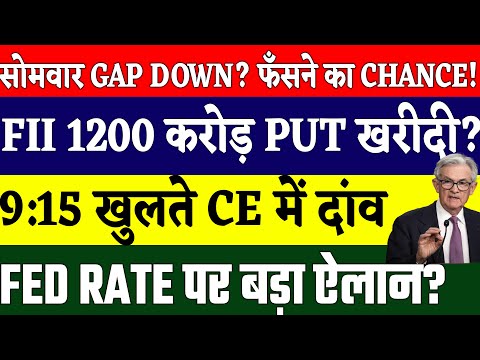 सोमवार GAP DOWN? फँसने का CHANCE!
FII 1200 करोड़ PUT खरीदी?
9:15 खुलते CE में दांव
FED RATE पर बड़ा ऐलान?